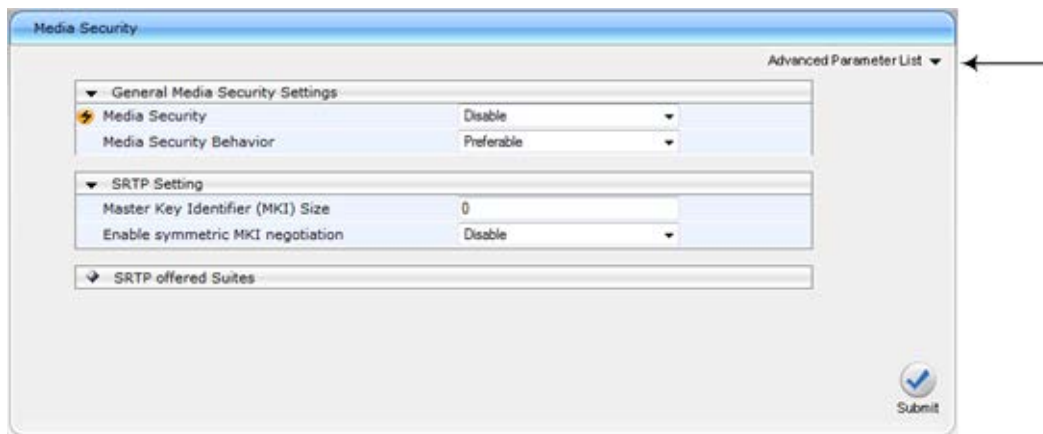 Media Security
Advanced Parameter List
General Media Security Settings
Media Security Disable
Media Security Behavior Preferable
SRTP Setting
Master Key Identifier (MKI) Size 0
Enable symmetric MKI negotiation Disable
SRTP offered Suites
Submit